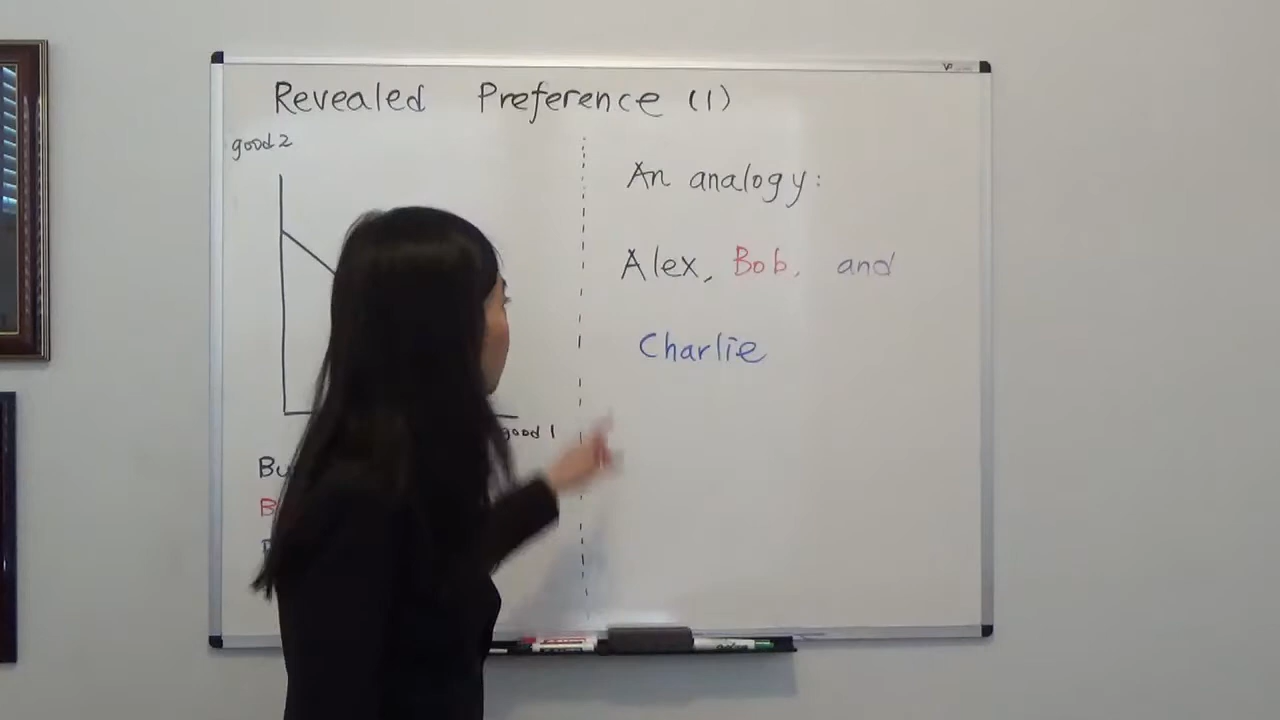 Revealed Preference (1)
good 2
good 1
An analogy:
Alex, Bob, and
Charlie